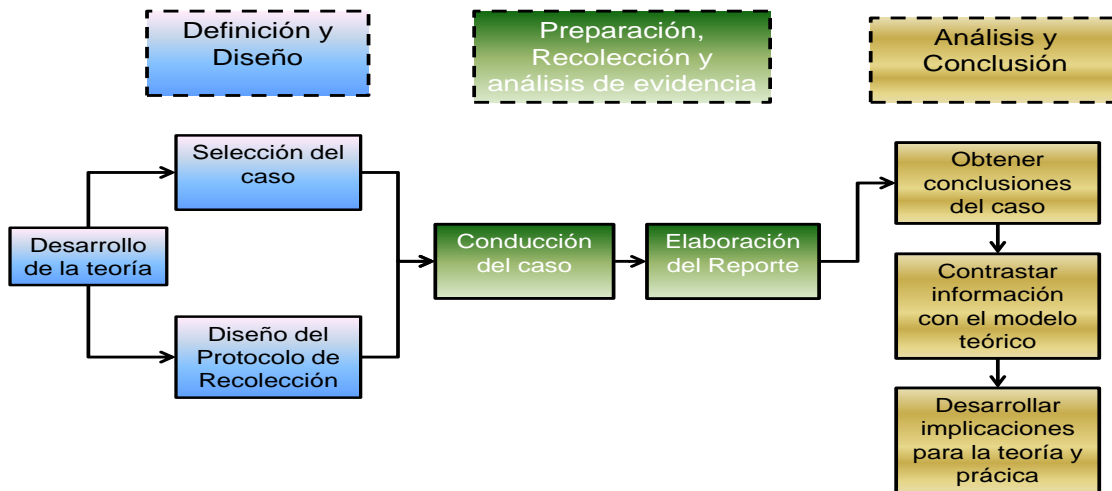 Definición y
Diseño
Preparación,
Recolección y
análisis de evidencia
Análisis y
Conclusión
Selección del
caso
Desarrollo
de la teoría
Diseño del
Protocolo de
Recolección
Conducción
del caso
Elaboración
del Reporte
Obtener
conclusiones
del caso
Contrastar
información
con el modelo
teórico
Desarrollar
implicaciones
para la teoría y
prácica